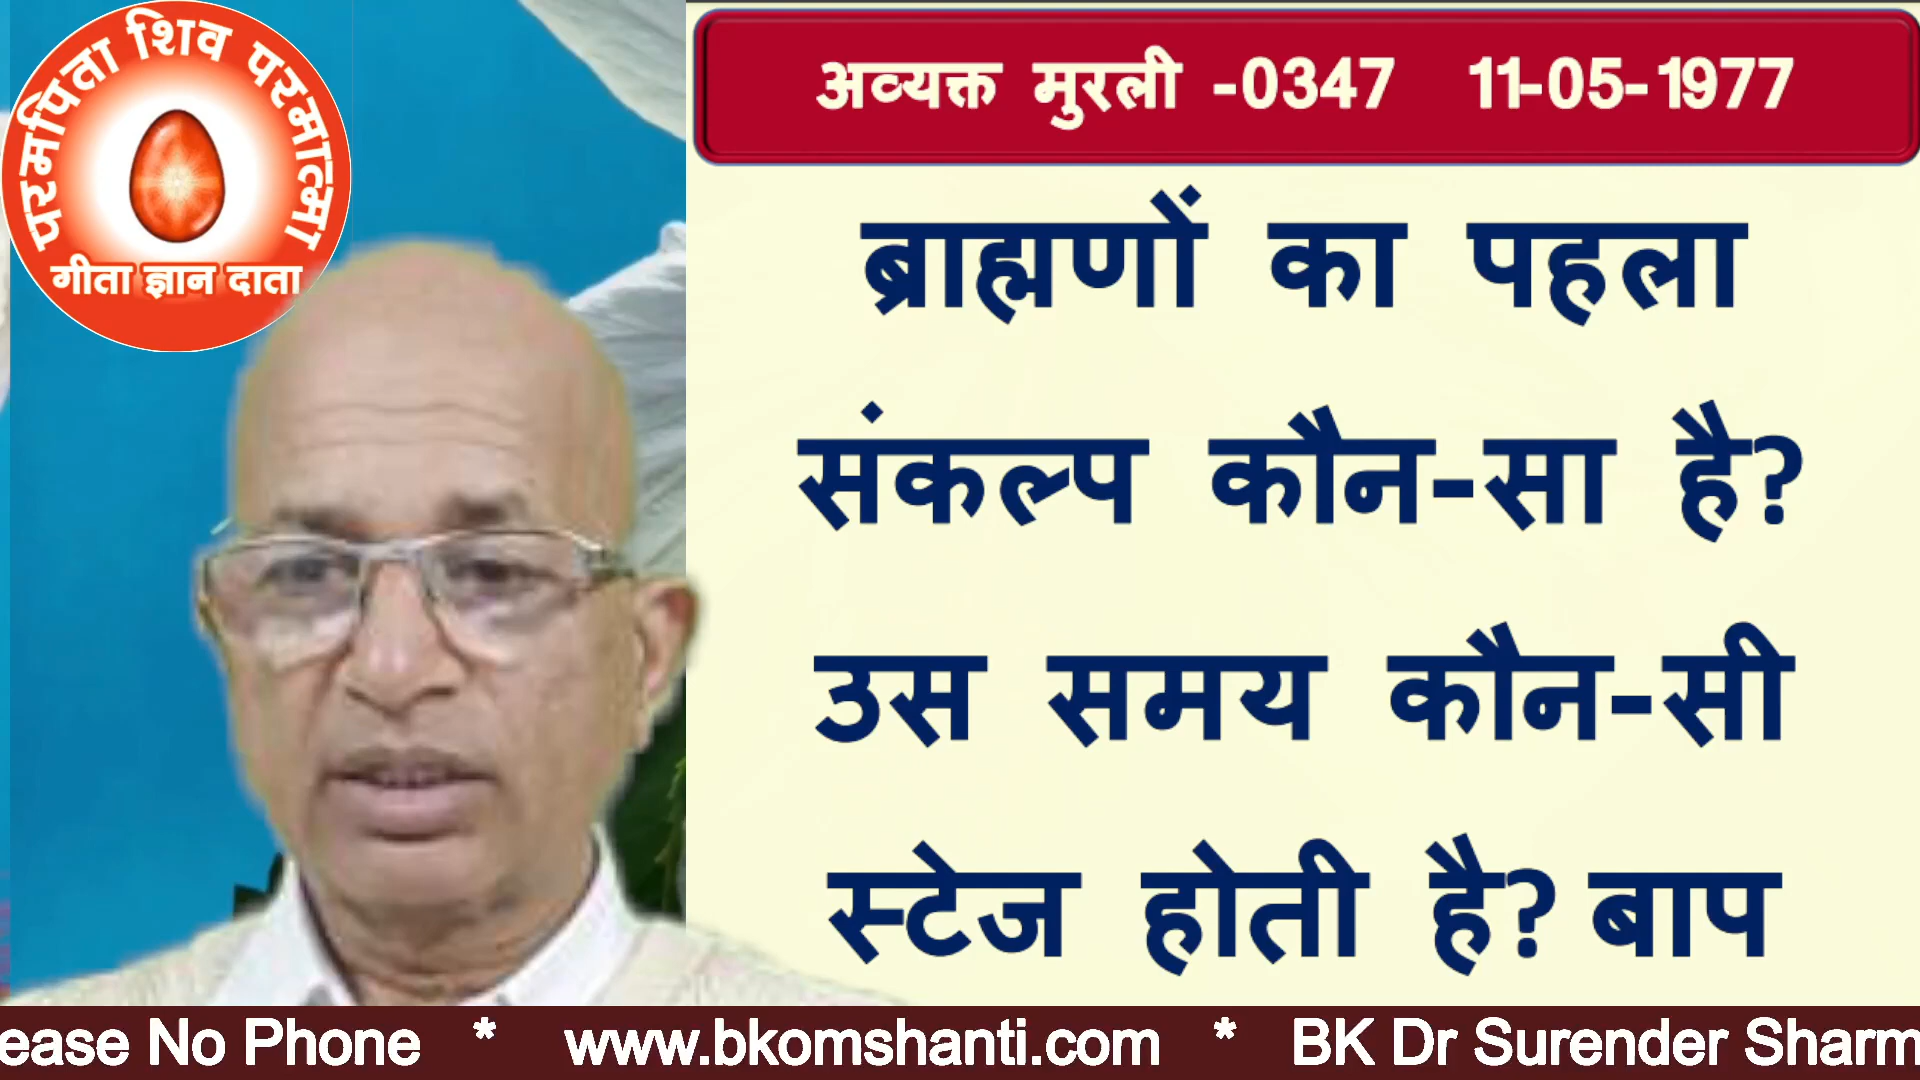 परमपिता शिव परमात्मा
गीता ज्ञान दाता
अव्यक्त मुरली -0347 11-05-1977
ब्राह्मणों का पहला
संकल्प कौन-सा है?
उस समय कौन-सी
स्टेज होती है? बाप
ease No Phone * www.bkomshanti.com * BK Dr Surender Sharm